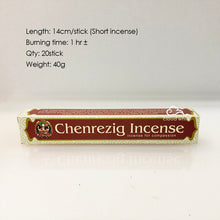 Length: 14cm/stick (Short incense)
Burning time: 1 hr ±
Qty: 20stick
Weight: 40g
Chenrezig Incense
incense for compassion